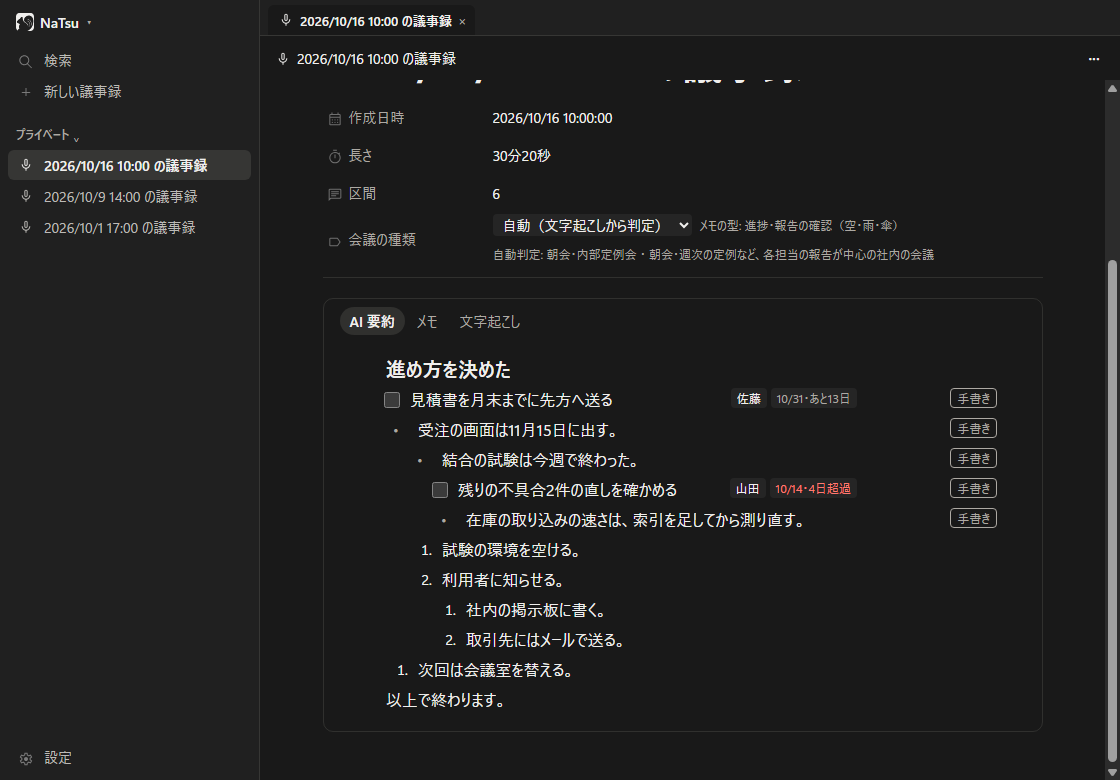 NaTsu
2026/10/16 10:00 の議事録 ×
検索
新しい議事録
2026/10/16 10:00 の議事録
プライベート
2026/10/16 10:00 の議事録
2026/10/9 14:00 の議事録
2026/10/1 17:00 の議事録
作成日時 2026/10/16 10:00:00
長さ 30分20秒
区間 6
会議の種類 自動（文字起こしから判定） メモの型: 進捗・報告の確認（空・雨・傘）
自動判定: 朝会・内部定例会・朝会・週次の定例など、各担当の報告が中心の社内の会議
AI 要約 メモ 文字起こし
進め方を決めた
見積書を月末までに先方へ送る 佐藤 10/31・あと13日 手書き
• 受注の画面は11月15日に出す。 手書き
• 結合の試験は今週で終わった。 手書き
残りの不具合2件の直しを確かめる 山田 10/14・4日超過 手書き
• 在庫の取り込みの速さは、索引を足してから測り直す。 手書き
1. 試験の環境を空ける。
2. 利用者に知らせる。
1. 社内の掲示板に書く。
2. 取引先にはメールで送る。
1. 次回は会議室を替える。
以上で終わります。
設定